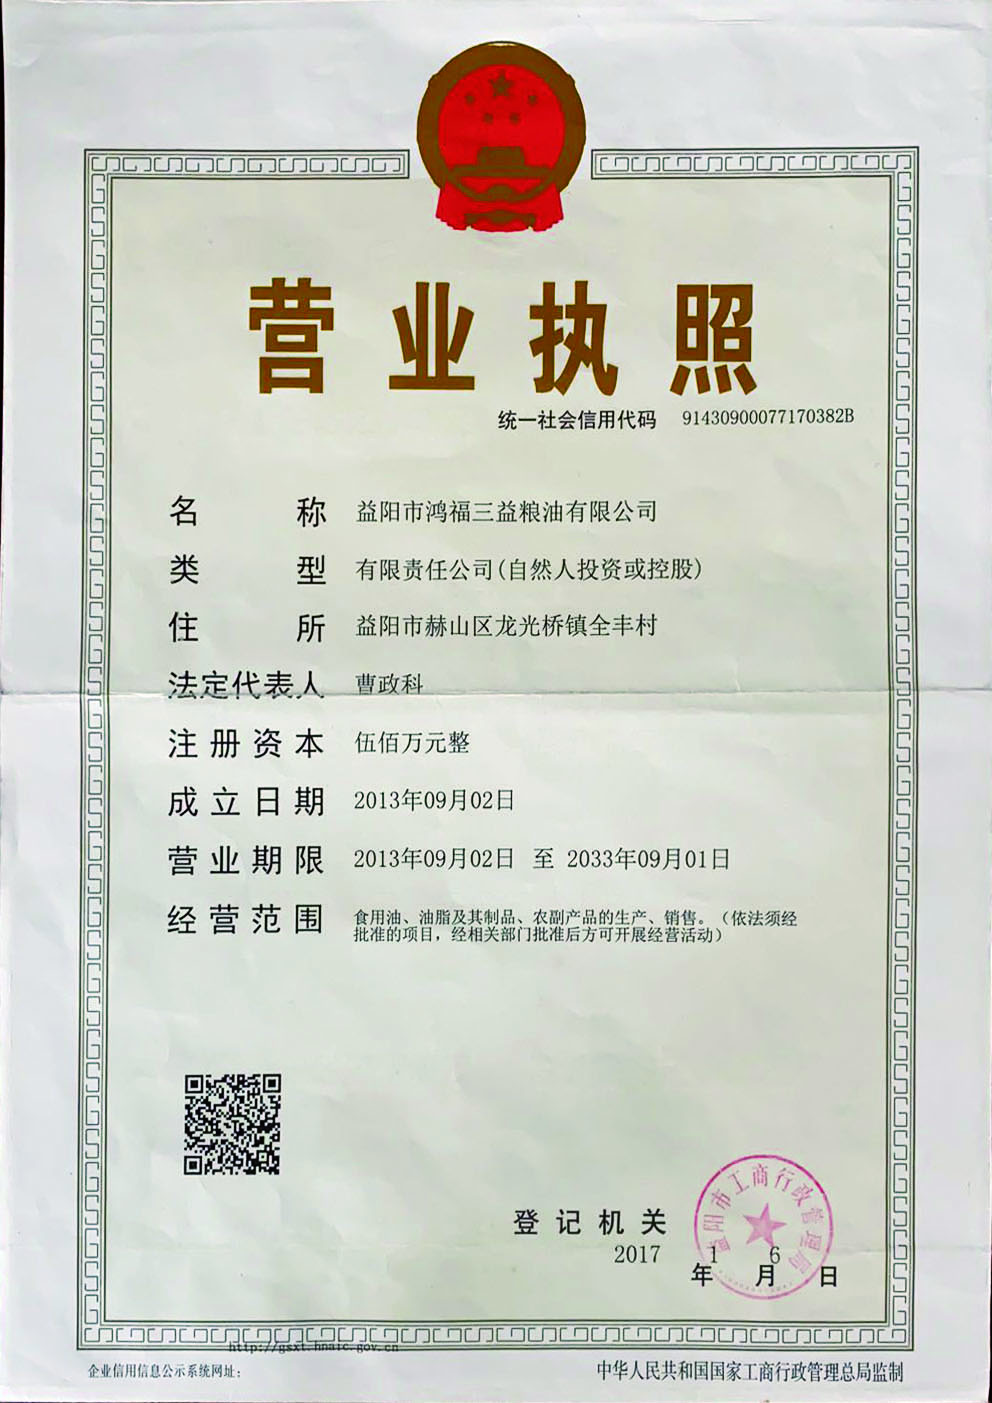 营业执照
统一社会信用代码 91430900077170382B
名称 益阳市鸿福三益粮油有限公司
类型 有限责任公司(自然人投资或控股)
住所 益阳市赫山区龙光桥镇全丰村
法定代表人 曹政科
注册资本 伍佰万元整
成立日期 2013年09月02日
营业期限 2013年09月02日 至 2033年09月01日
经营范围 食用油、油脂及其制品、农副产品的生产、销售。（依法须经
批准的项目，经相关部门批准后方可开展经营活动）
益阳市工商行政管理局
登记机关
2017年1月6日
http://gsxt.hnaic.gov.cn
企业信用信息公示系统网址：
中华人民共和国国家工商行政管理总局监制